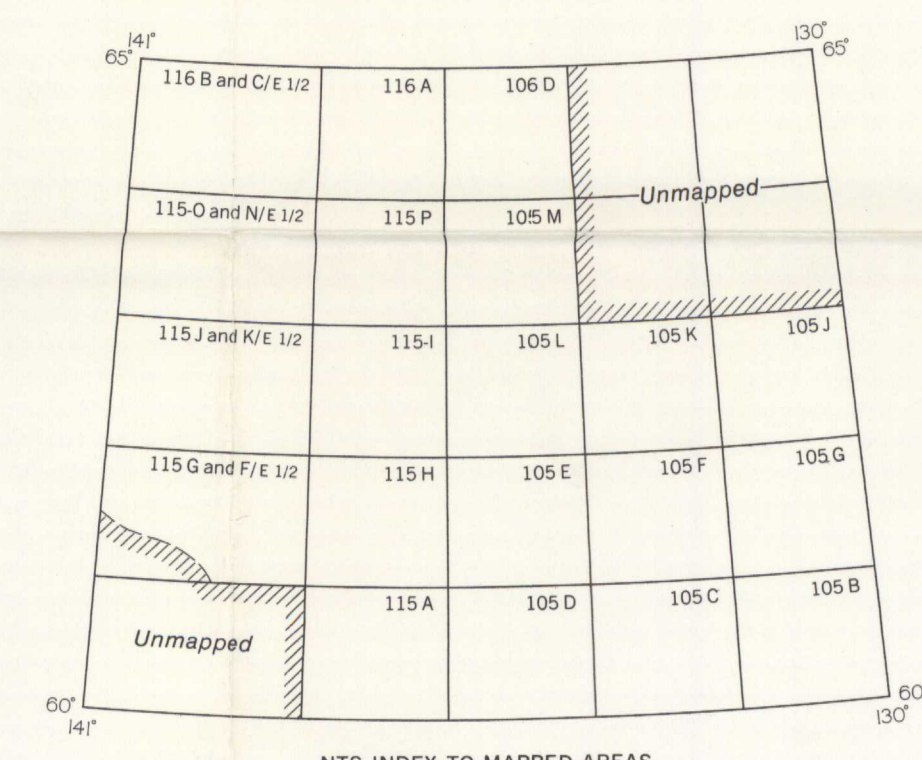 141° 130°
65° 65°
116 B and C/E 1/2 116 A 106 D
Unmapped
115-O and N/E 1/2 115 P 105 M
115 J and K/E 1/2 115-I 105 L 105 K 105 J
115 G and F/E 1/2 115 H 105 E 105 F 105 G
115 A 105 D 105 C 105 B
Unmapped
60° 60
141° 130°
NTS INDEX TO MAPPED AREAS